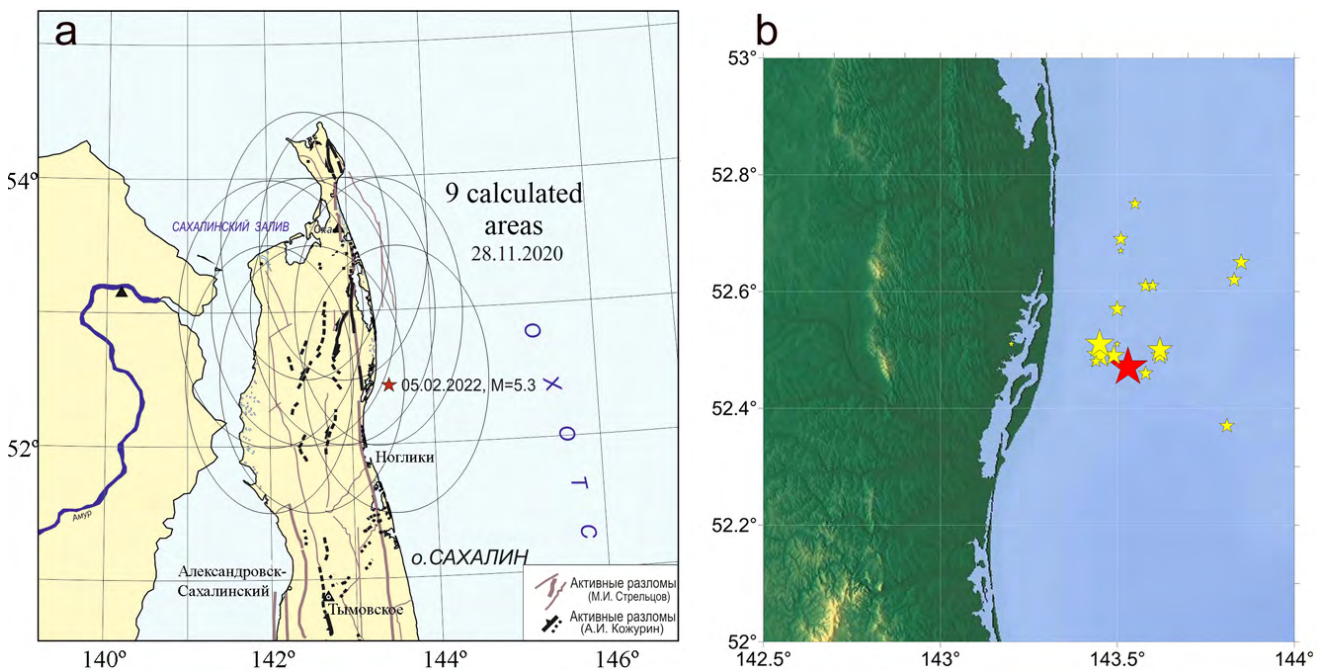 a
54°
52°
140°
142°
144°
146°
САХАЛИНСКИЙ ЗАЛИВ
Оха
9 calculated
areas
28.11.2020
05.02.2022, M=5.3
О Х О Т С
Ноглики
Амур
о.САХАЛИН
Александровск-
Сахалинский
Тымовское
Активные разломы
(М.И. Стрельцов)
Активные разломы
(А.И. Кожурин)
b
53°
52.8°
52.6°
52.4°
52.2°
52°
142.5°
143°
143.5°
144°